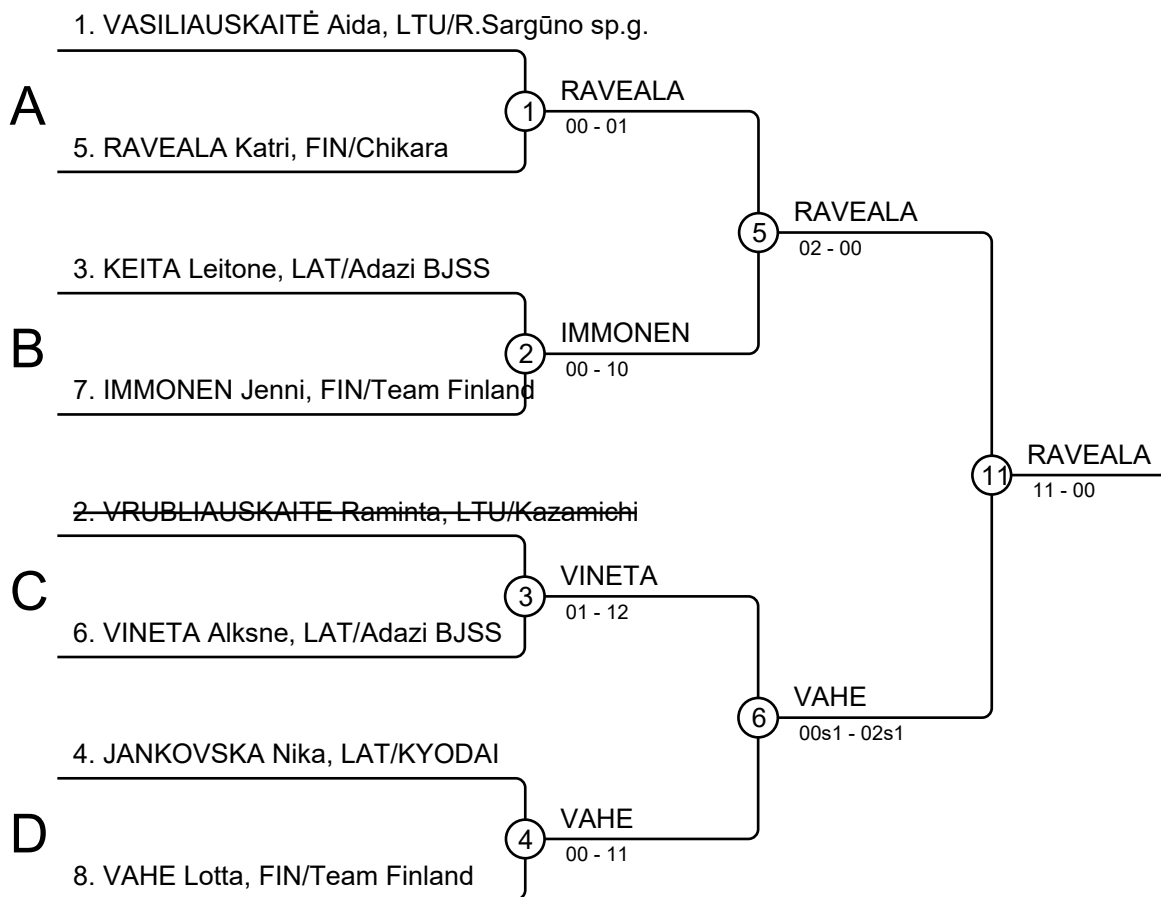 1. VASILIAUSKAITĖ Aida, LTU/R.Sargūno sp.g.
A
1
RAVEALA
00 - 01
5. RAVEALA Katri, FIN/Chikara
5
RAVEALA
02 - 00
3. KEITA Leitone, LAT/Adazi BJSS
B
2
IMMONEN
00 - 10
7. IMMONEN Jenni, FIN/Team Finland
11
RAVEALA
11 - 00
2. VRUBLIAUSKAITE Raminta, LTU/Kazamichi
C
3
VINETA
01 - 12
6. VINETA Alksne, LAT/Adazi BJSS
6
VAHE
00s1 - 02s1
4. JANKOVSKA Nika, LAT/KYODAI
D
4
VAHE
00 - 11
8. VAHE Lotta, FIN/Team Finland